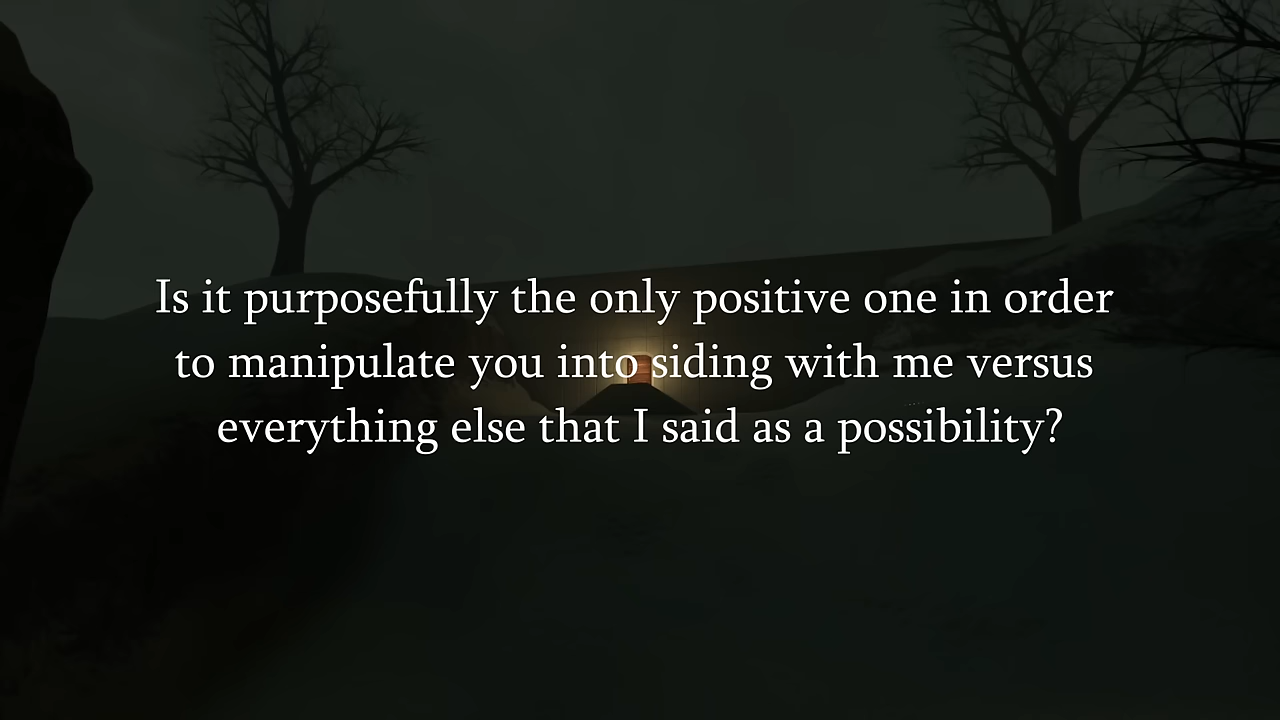 Is it purposefully the only positive one in order
to manipulate you into siding with me versus
everything else that I said as a possibility?